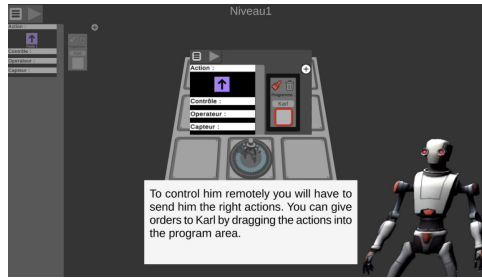 Niveau1
Action :
Contrôle :
Operateur :
Capteur :
Karl
Action :
Contrôle :
Operateur :
Capteur :
Programme
Karl
To control him remotely you will have to
send him the right actions. You can give
orders to Karl by dragging the actions into
the program area.